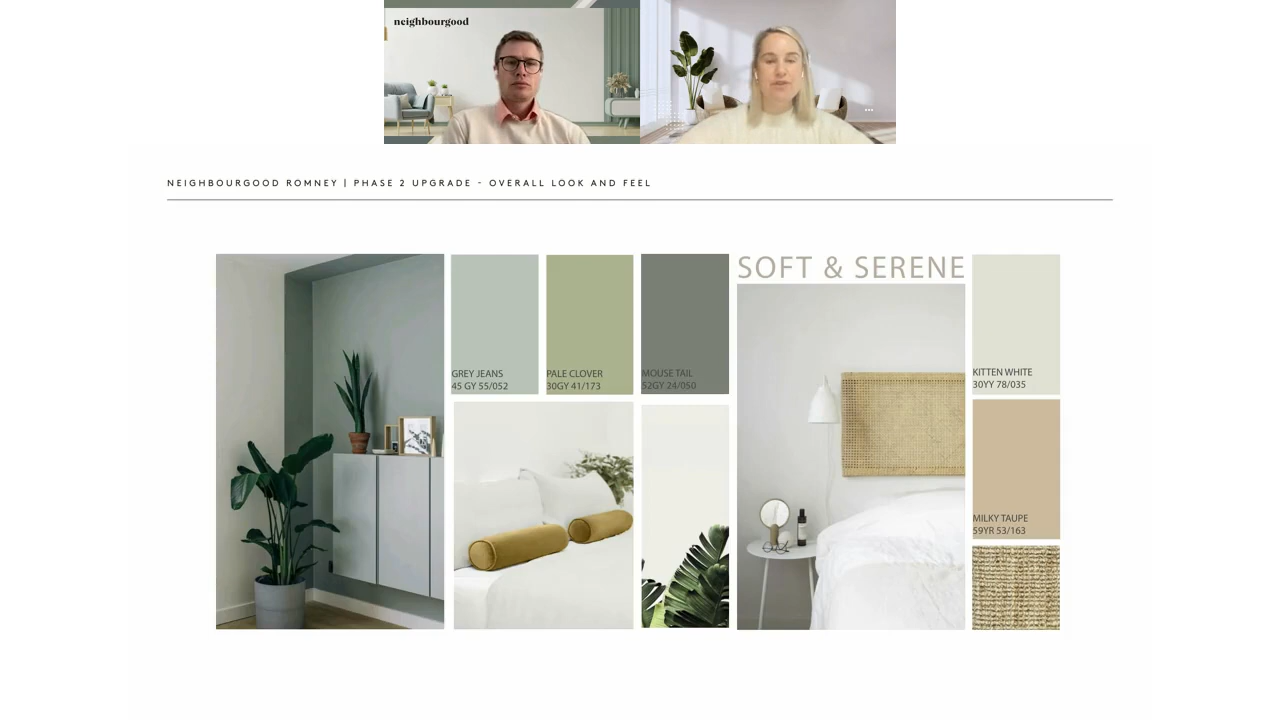 neighbourgood
NEIGHBOURGOOD ROMNEY | PHASE 2 UPGRADE - OVERALL LOOK AND FEEL
SOFT & SERENE
GREY JEANS
45 GY 55/052
PALE CLOVER
30GY 41/173
MOUSE TAIL
52GY 24/050
KITTEN WHITE
30YY 78/035
MILKY TAUPE
59YR 53/163